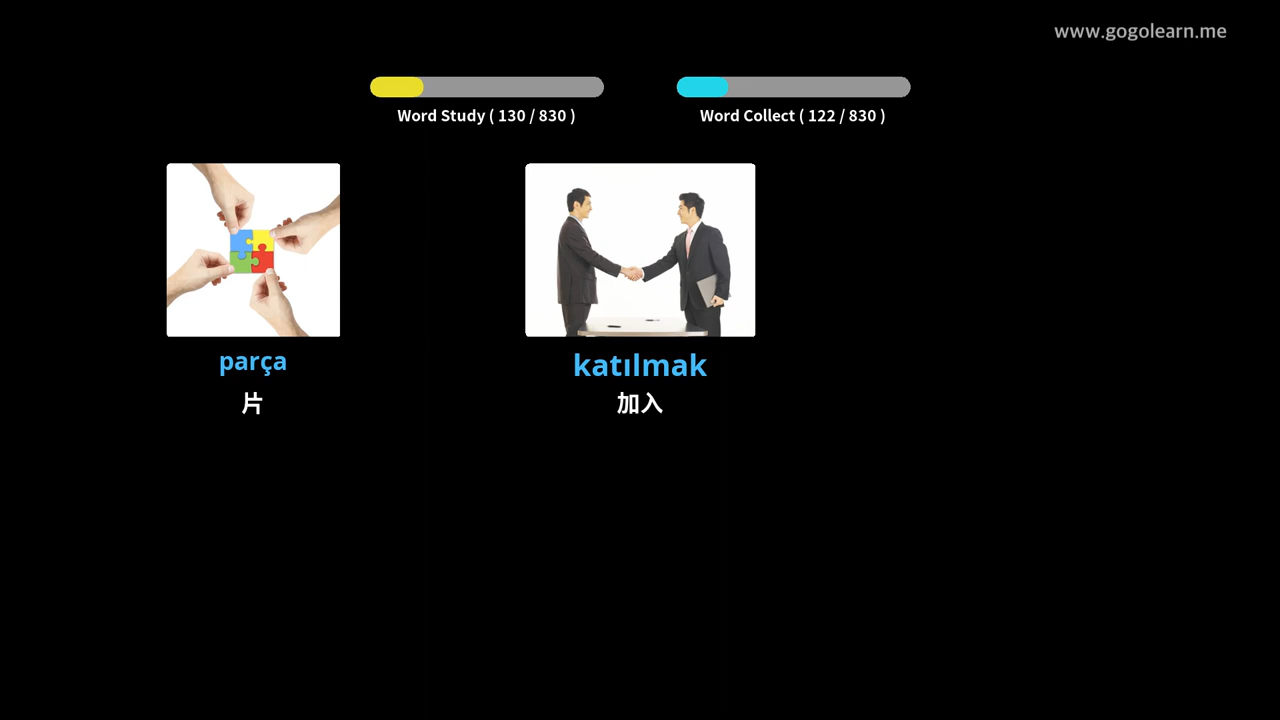 www.gogolearn.me
Word Study ( 130 / 830 )
Word Collect ( 122 / 830 )
parça
片
katılmak
加入